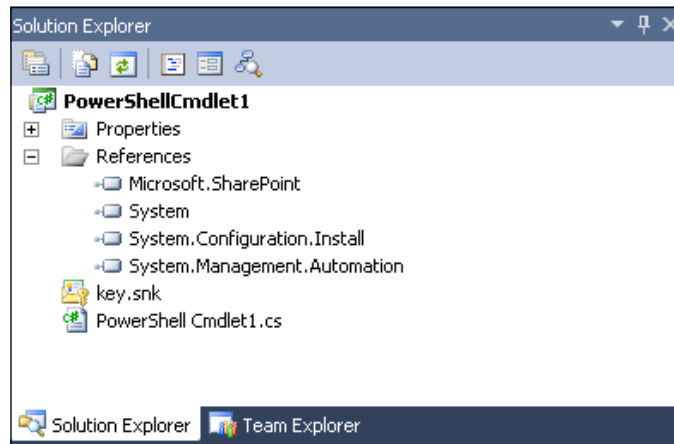 Solution Explorer
PowerShellCmdlet1
Properties
References
Microsoft.SharePoint
System
System.Configuration.Install
System.Management.Automation
key.snk
PowerShell Cmdlet1.cs
Solution Explorer Team Explorer